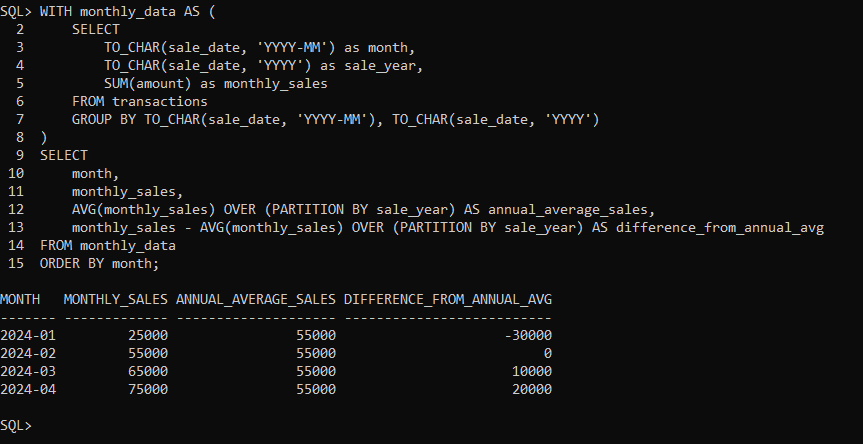 SQL> WITH monthly_data AS (
  2      SELECT
  3          TO_CHAR(sale_date, 'YYYY-MM') as month,
  4          TO_CHAR(sale_date, 'YYYY') as sale_year,
  5          SUM(amount) as monthly_sales
  6      FROM transactions
  7      GROUP BY TO_CHAR(sale_date, 'YYYY-MM'), TO_CHAR(sale_date, 'YYYY')
  8  )
  9  SELECT
 10      month,
 11      monthly_sales,
 12      AVG(monthly_sales) OVER (PARTITION BY sale_year) AS annual_average_sales,
 13      monthly_sales - AVG(monthly_sales) OVER (PARTITION BY sale_year) AS difference_from_annual_avg
 14  FROM monthly_data
 15  ORDER BY month;

MONTH   MONTHLY_SALES ANNUAL_AVERAGE_SALES DIFFERENCE_FROM_ANNUAL_AVG
------- ------------- -------------------- --------------------------
2024-01         25000                55000                     -30000
2024-02         55000                55000                          0
2024-03         65000                55000                      10000
2024-04         75000                55000                      20000

SQL>